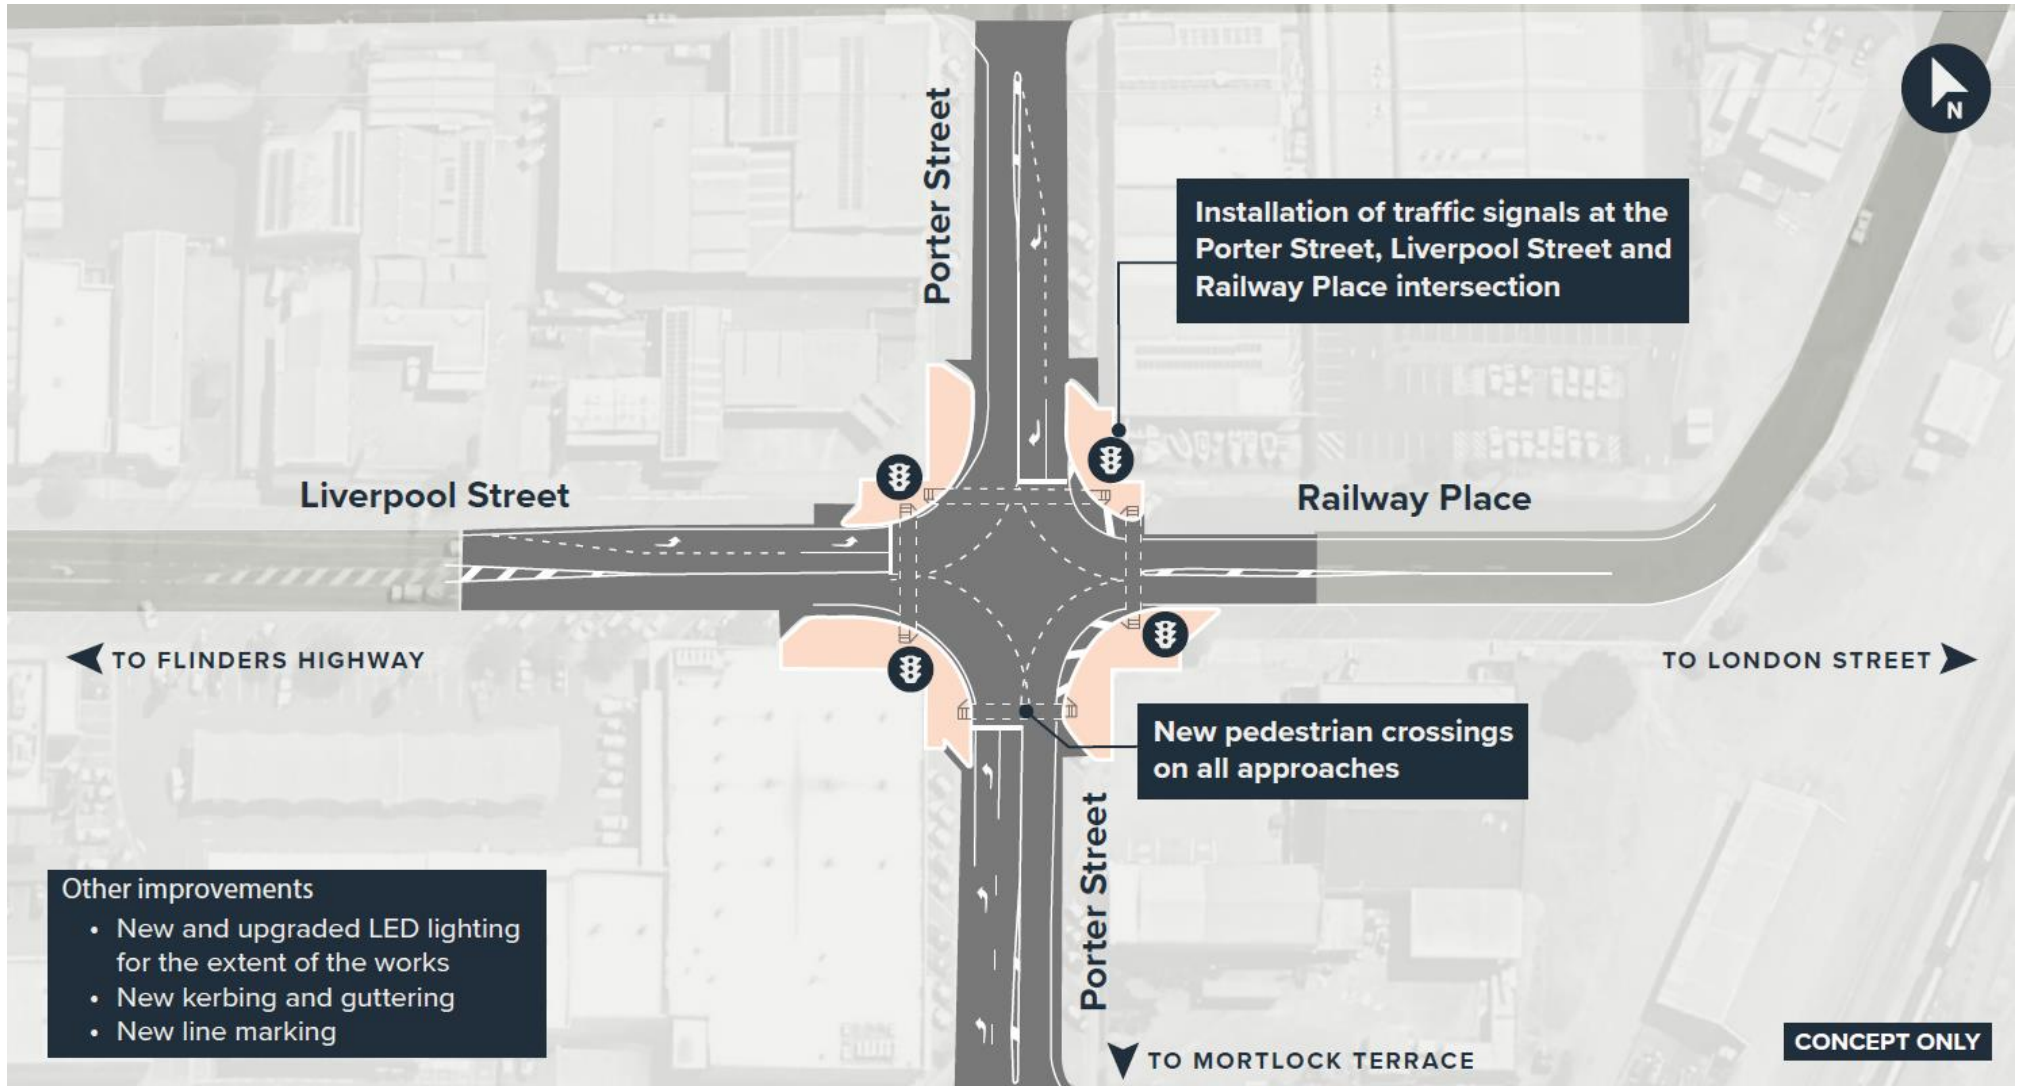 Porter Street
N
Installation of traffic signals at the
Porter Street, Liverpool Street and
Railway Place intersection
Liverpool Street
Railway Place
TO FLINDERS HIGHWAY
TO LONDON STREET
New pedestrian crossings
on all approaches
Porter Street
Other improvements
• New and upgraded LED lighting
for the extent of the works
• New kerbing and guttering
• New line marking
TO MORTLOCK TERRACE
CONCEPT ONLY